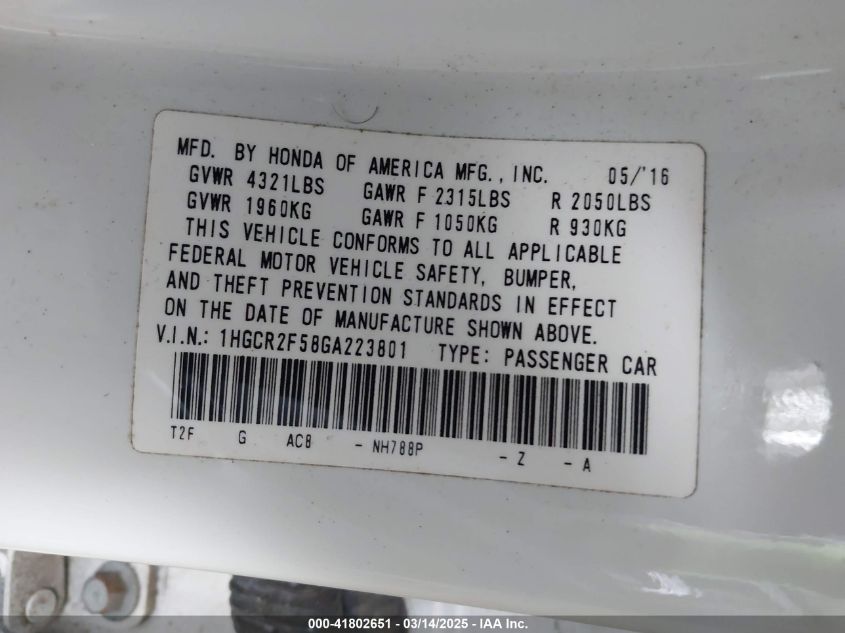 MFD. BY HONDA OF AMERICA MFG., INC. 05/'16
GVWR 4321LBS GAWR F 2315LBS R 2050LBS
GVWR 1960KG GAWR F 1050KG R 930KG
THIS VEHICLE CONFORMS TO ALL APPLICABLE
FEDERAL MOTOR VEHICLE SAFETY, BUMPER,
AND THEFT PREVENTION STANDARDS IN EFFECT
ON THE DATE OF MANUFACTURE SHOWN ABOVE.
V.I.N.: 1HGCR2F58GA223801 TYPE: PASSENGER CAR
T2F G AC8 - NH788P - Z - A
000-41802651 - 03/14/2025 - IAA Inc.